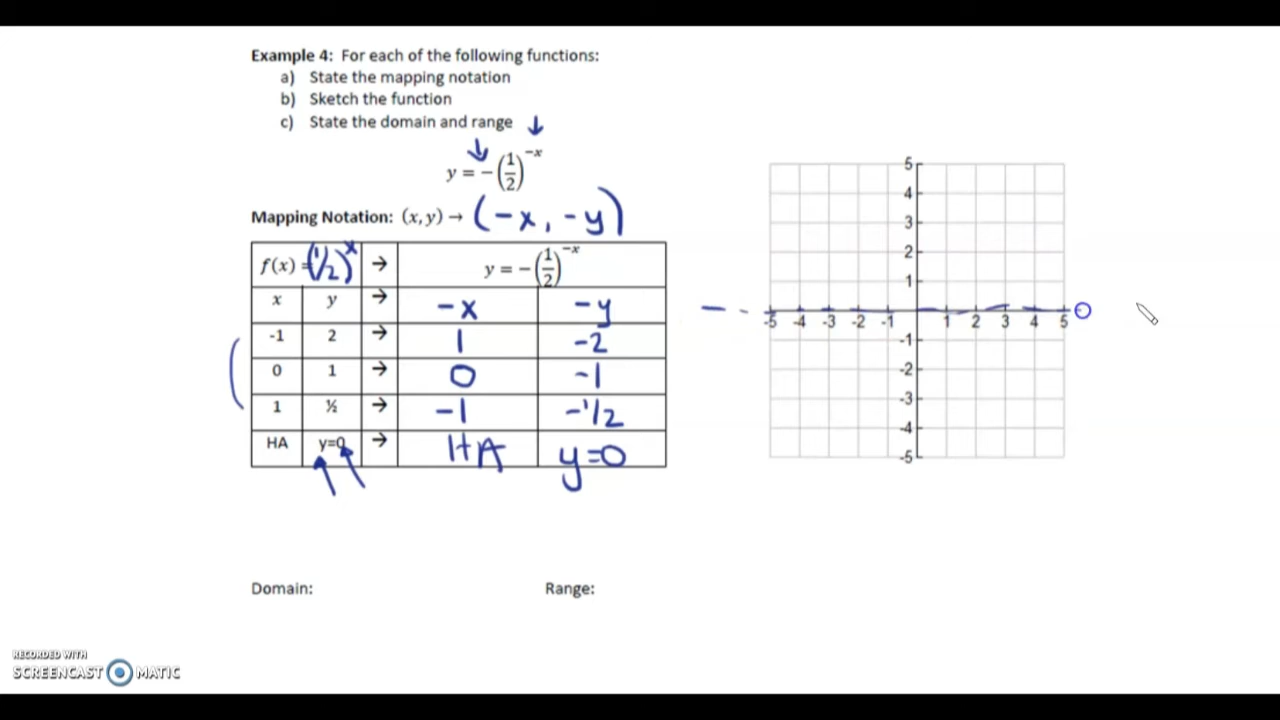 Example 4: For each of the following functions:
a) State the mapping notation
b) Sketch the function
c) State the domain and range ↓
↓
y = −(1/2)^−x
Mapping Notation: (x, y) → (−x, −y)
f(x) = (1/2)^x → y = −(1/2)^−x
x y → −x −y
-1 2 → 1 −2
0 1 → 0 −1
1 ½ → −1 −1/2
HA y=0 → HA y=0
Domain: Range:
5
4
3
2
1
-5 -4 -3 -2 -1 1 2 3 4 5
-1
-2
-3
-4
-5
RECORDED WITH
SCREENCAST MATIC